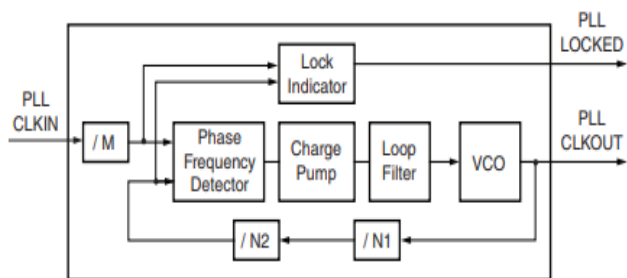 PLL
LOCKED
Lock
Indicator
PLL
CLKIN
/ M
Phase
Frequency
Detector
Charge
Pump
Loop
Filter
VCO
PLL
CLKOUT
/ N2
/ N1